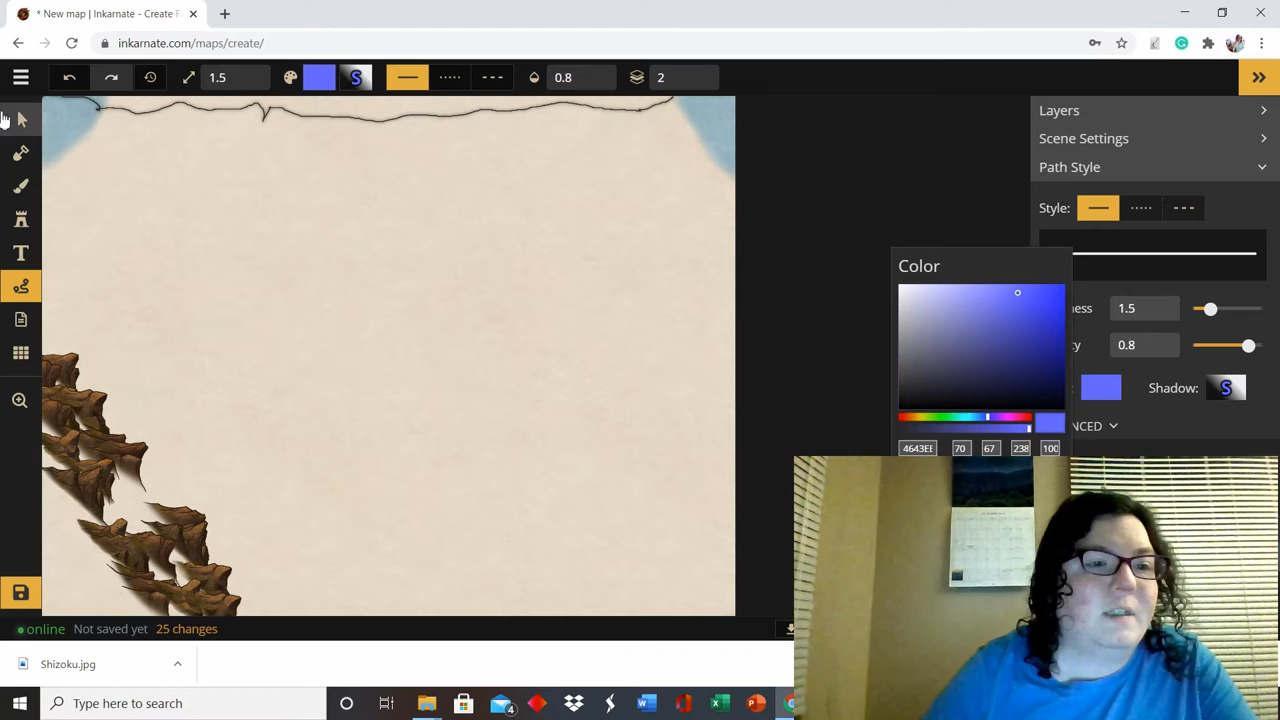 * New map | Inkarnate - Create F
inkarnate.com/maps/create/
1.5
S
0.8
2
Layers
Scene Settings
Path Style
Style:
Color
ness
1.5
ty
0.8
Shadow:
S
NCED
4643EE
70
67
238
100
T
online
Not saved yet
25 changes
Shizoku.jpg
Type here to search
4